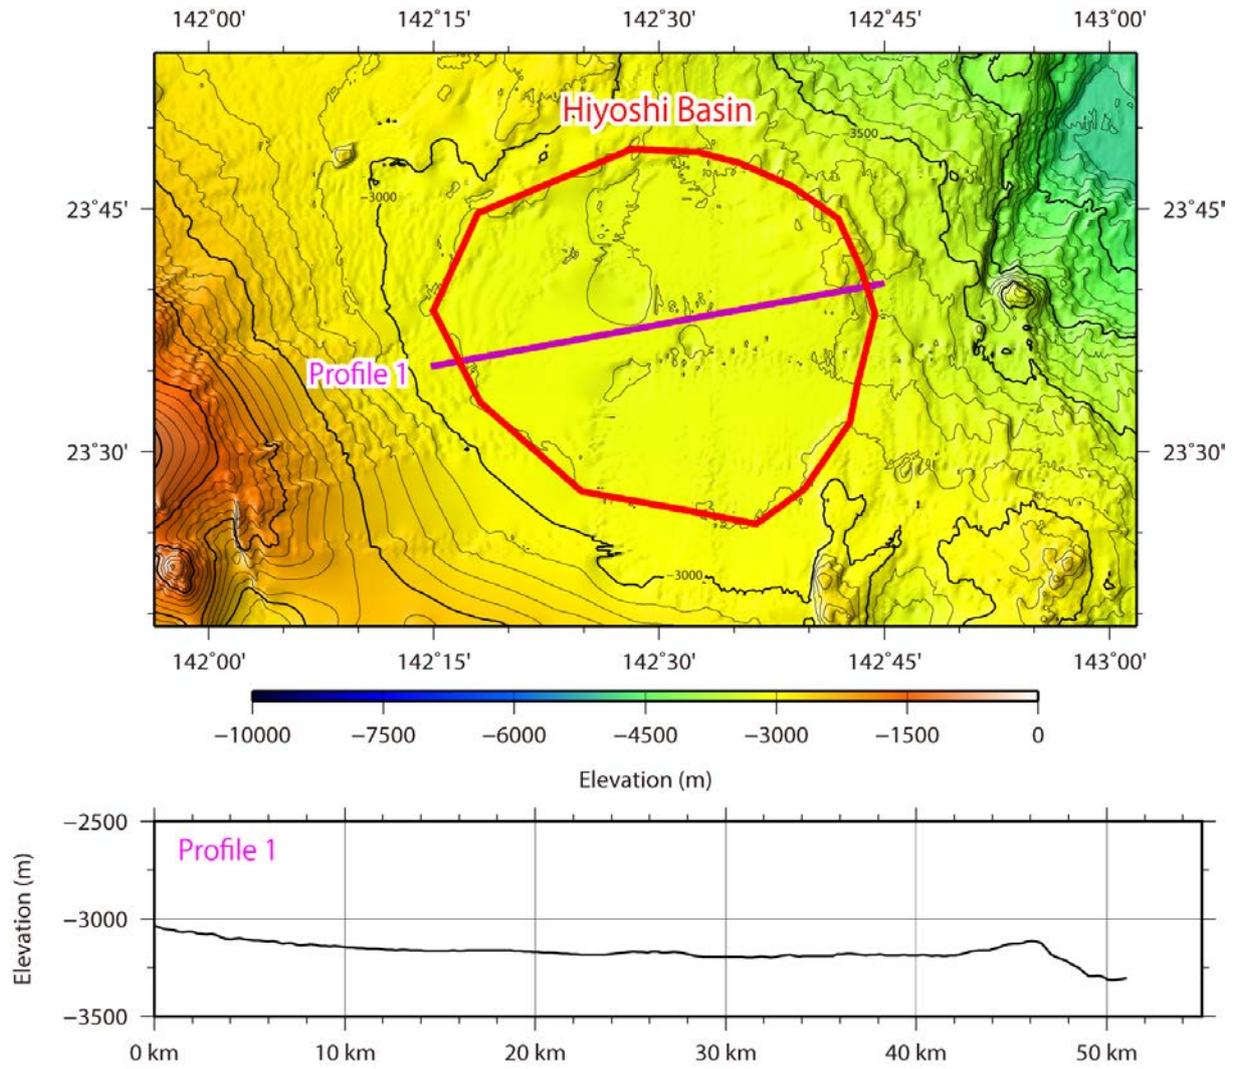 142°00' 142°15' 142°30' 142°45' 143°00'
Hiyoshi Basin
3500
−3000
23°45' 23°45'
Profile 1
23°30' 23°30'
−3000
142°00' 142°15' 142°30' 142°45' 143°00'
−10000 −7500 −6000 −4500 −3000 −1500 0
Elevation (m)
−2500
Profile 1
Elevation (m)
−3000
−3500
0 km 10 km 20 km 30 km 40 km 50 km